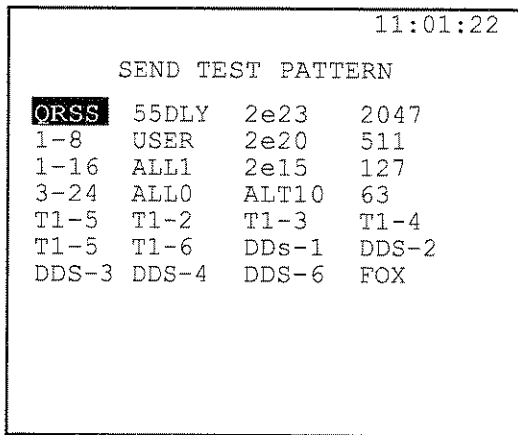 11:01:22
SEND TEST PATTERN
QRSS 55DLY 2e23 2047
1-8 USER 2e20 511
1-16 ALL1 2e15 127
3-24 ALL0 ALT10 63
T1-5 T1-2 T1-3 T1-4
T1-5 T1-6 DDs-1 DDS-2
DDS-3 DDS-4 DDS-6 FOX